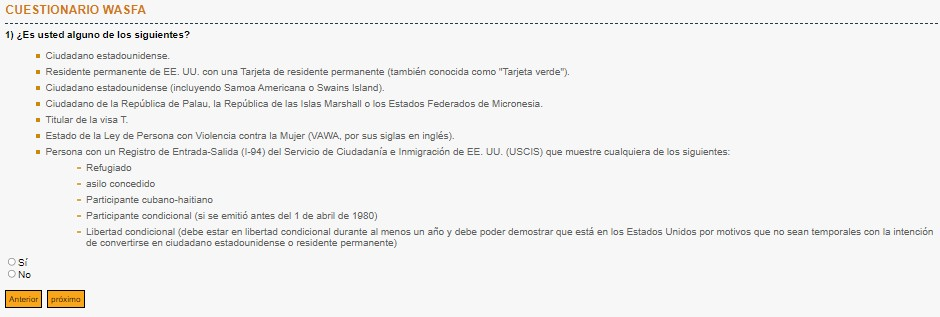 CUESTIONARIO WASFA
1) ¿Es usted alguno de los siguientes?
Ciudadano estadounidense.
Residente permanente de EE. UU. con una Tarjeta de residente permanente (también conocida como "Tarjeta verde").
Ciudadano estadounidense (incluyendo Samoa Americana o Swains Island).
Ciudadano de la República de Palau, la República de las Islas Marshall o los Estados Federados de Micronesia.
Titular de la visa T.
Estado de la Ley de Persona con Violencia contra la Mujer (VAWA, por sus siglas en inglés).
Persona con un Registro de Entrada-Salida (I-94) del Servicio de Ciudadanía e Inmigración de EE. UU. (USCIS) que muestre cualquiera de los siguientes:
- Refugiado
- asilo concedido
- Participante cubano-haitiano
- Participante condicional (si se emitió antes del 1 de abril de 1980)
- Libertad condicional (debe estar en libertad condicional durante al menos un año y debe poder demostrar que está en los Estados Unidos por motivos que no sean temporales con la intención
de convertirse en ciudadano estadounidense o residente permanente)
Sí
No
Anterior próximo